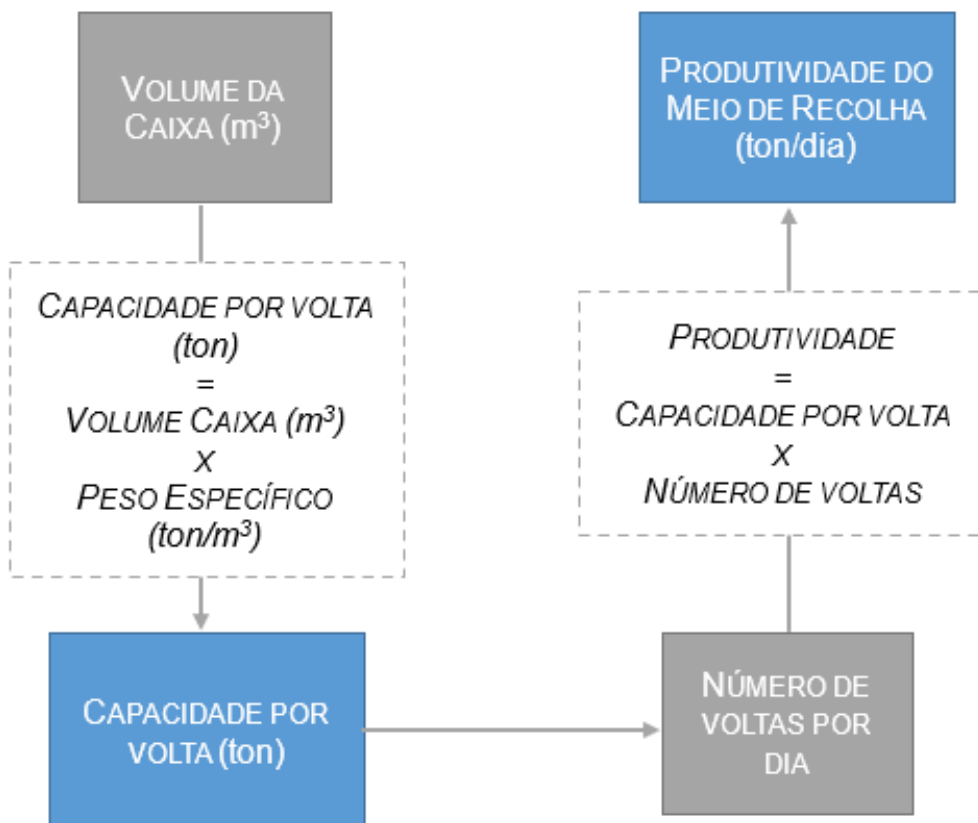 VOLUME DA
CAIXA (m³)
CAPACIDADE POR VOLTA
(ton)
=
VOLUME CAIXA (m³)
X
PESO ESPECÍFICO
(ton/m³)
CAPACIDADE POR
VOLTA (ton)
NÚMERO DE
VOLTAS POR
DIA
PRODUTIVIDADE
=
CAPACIDADE POR VOLTA
X
NÚMERO DE VOLTAS
PRODUTIVIDADE DO
MEIO DE RECOLHA
(ton/dia)